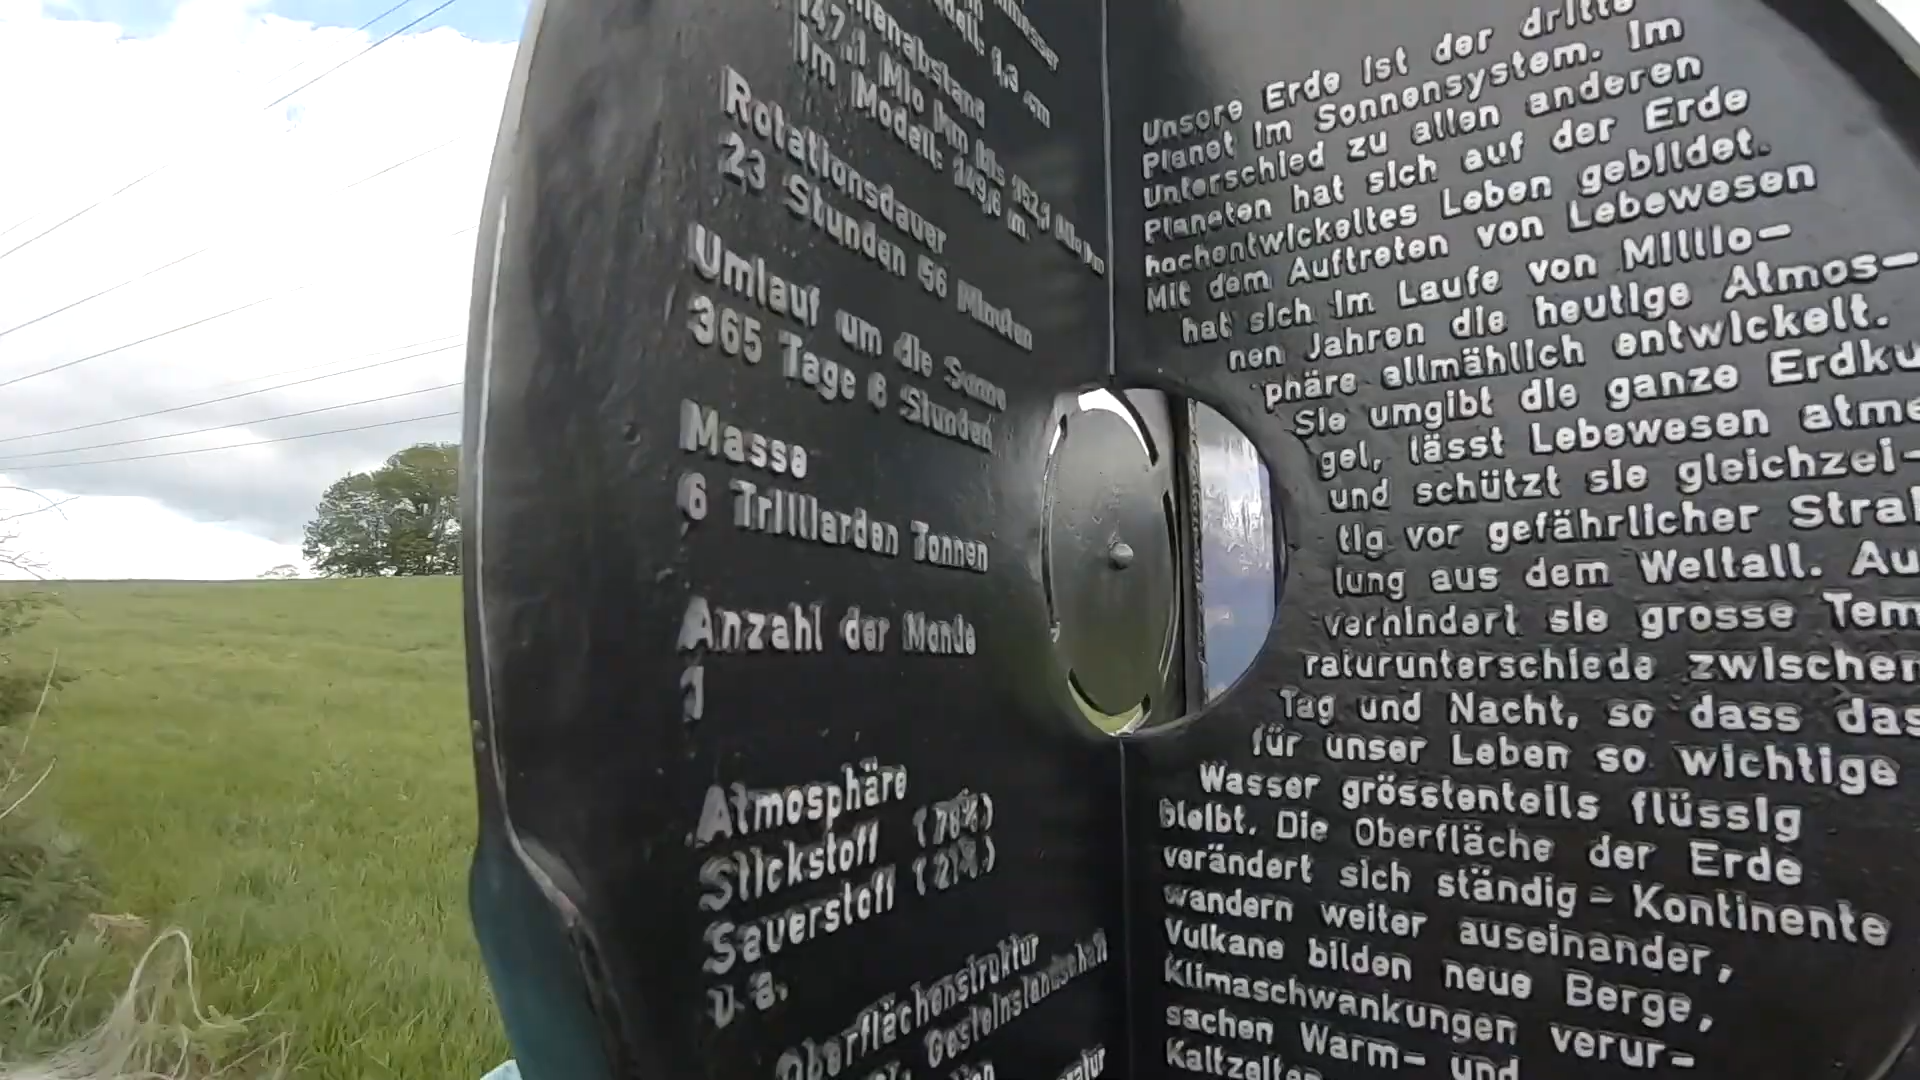 Im Modell: 1,3 cm
147,1 Mio km bis 152,1 Mio km
Im Modell: 149,6 m
Rotationsdauer
23 Stunden 56 Minuten
Umlauf um die Sonne
365 Tage 6 Stunden
Masse
6 Trilliarden Tonnen
Anzahl der Monde
1
Atmosphäre
Stickstoff (78%)
Sauerstoff (21%)
u.a.
Oberflächenstruktur
Gesteinslandschaft
Unsere Erde ist der dritte
Planet im Sonnensystem. Im
Unterschied zu allen anderen
Planeten hat sich auf der Erde
hochentwickeltes Leben gebildet.
Mit dem Auftreten von Lebewesen
hat sich im Laufe von Millio-
nen Jahren die heutige Atmos-
phäre allmählich entwickelt.
Sie umgibt die ganze Erdku
gel, lässt Lebewesen atme
und schützt sie gleichzei-
tig vor gefährlicher Strah
lung aus dem Weltall. Au
verhindert sie grosse Tem
raturunterschiede zwischen
Tag und Nacht, so dass das
für unser Leben so wichtige
Wasser grösstenteils flüssig
bleibt. Die Oberfläche der Erde
verändert sich ständig - Kontinente
wandern weiter auseinander,
Vulkane bilden neue Berge,
Klimaschwankungen verur-
sachen Warm- und
Kaltzeiten